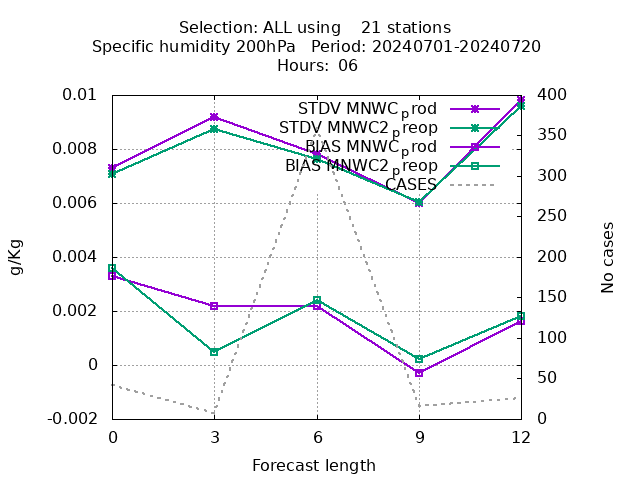 Selection: ALL using    21 stations
Specific humidity 200hPa   Period: 20240701-20240720
Hours:  06
0.01
0.008
0.006
0.004
0.002
0
-0.002
g/Kg
STDV MNWC_prod
STDV MNWC2_preop
BIAS MNWC_prod
BIAS MNWC2_preop
CASES
400
350
300
250
200
150
100
50
0
No cases
0 3 6 9 12
Forecast length